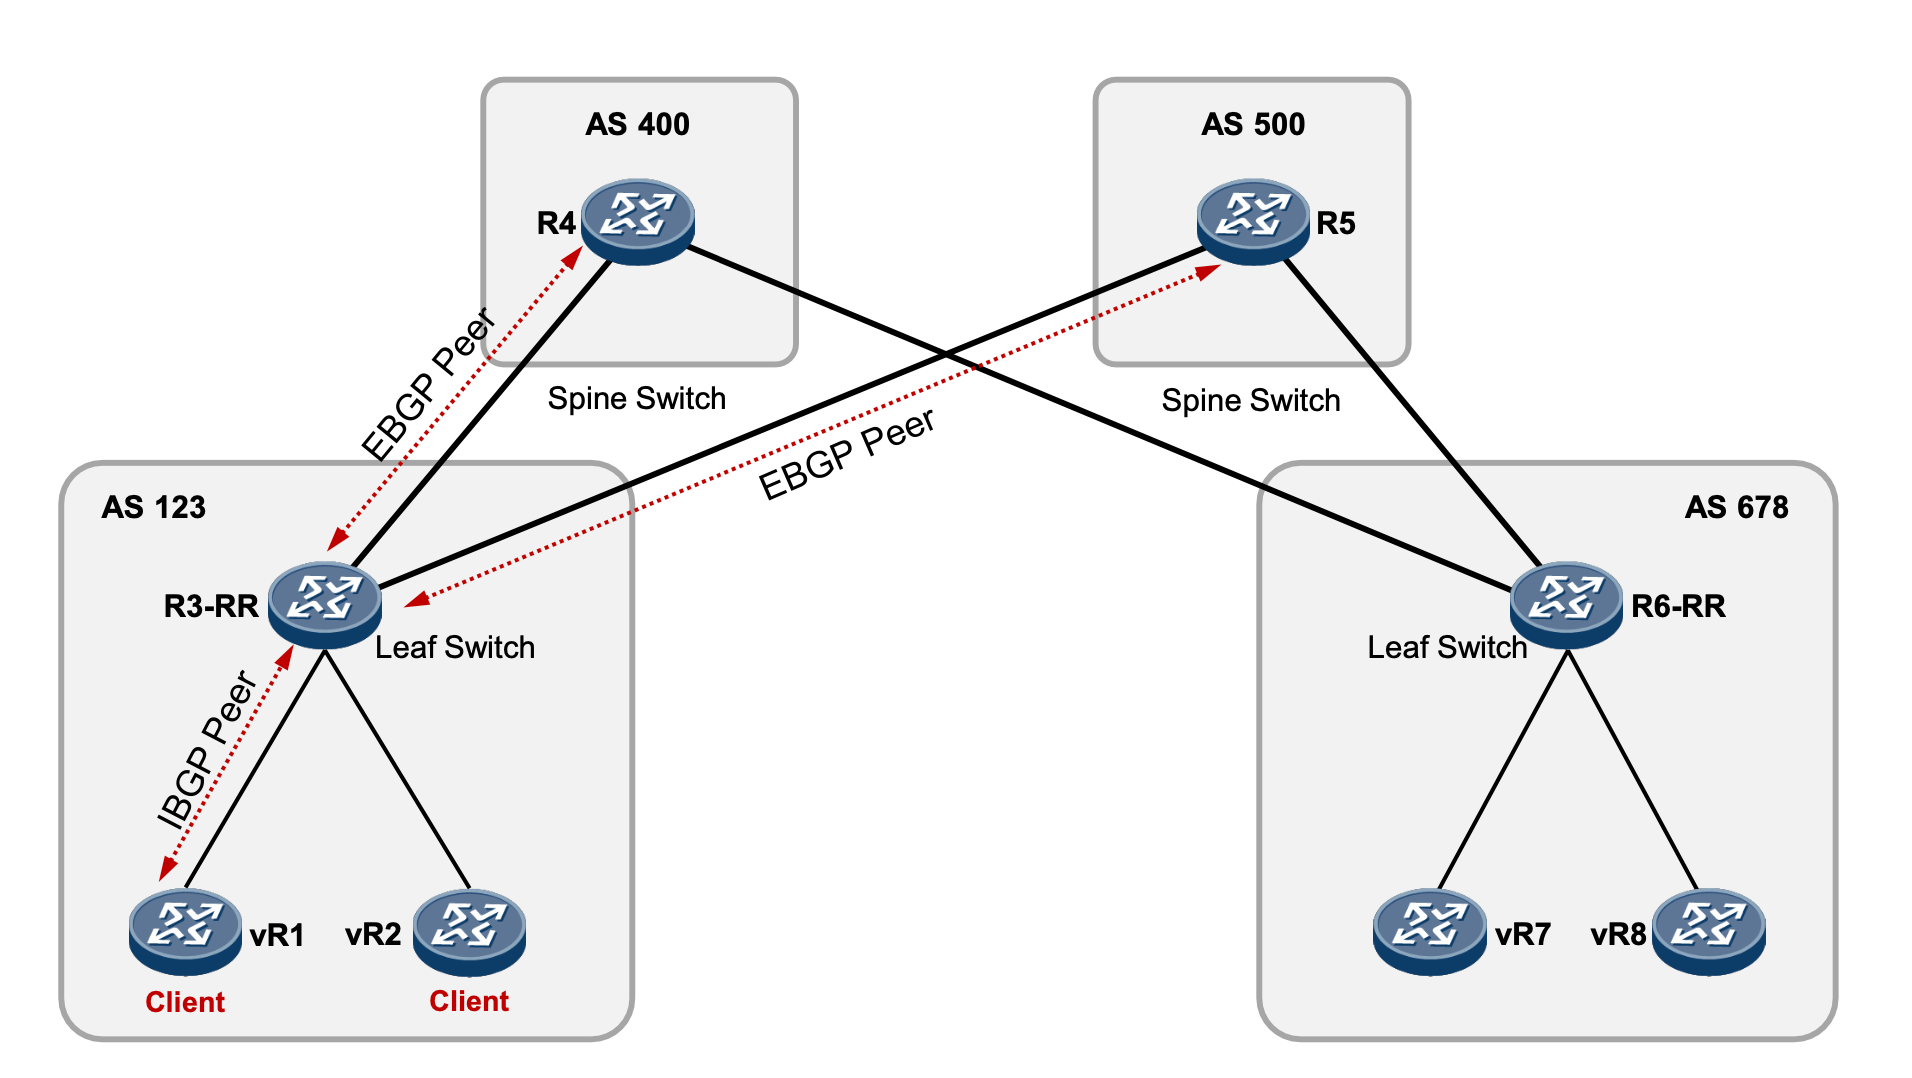 AS 400
AS 500
R4
R5
EBGP Peer
Spine Switch
Spine Switch
EBGP Peer
AS 123
AS 678
R3-RR
R6-RR
Leaf Switch
Leaf Switch
IBGP Peer
vR1
vR2
vR7
vR8
Client
Client